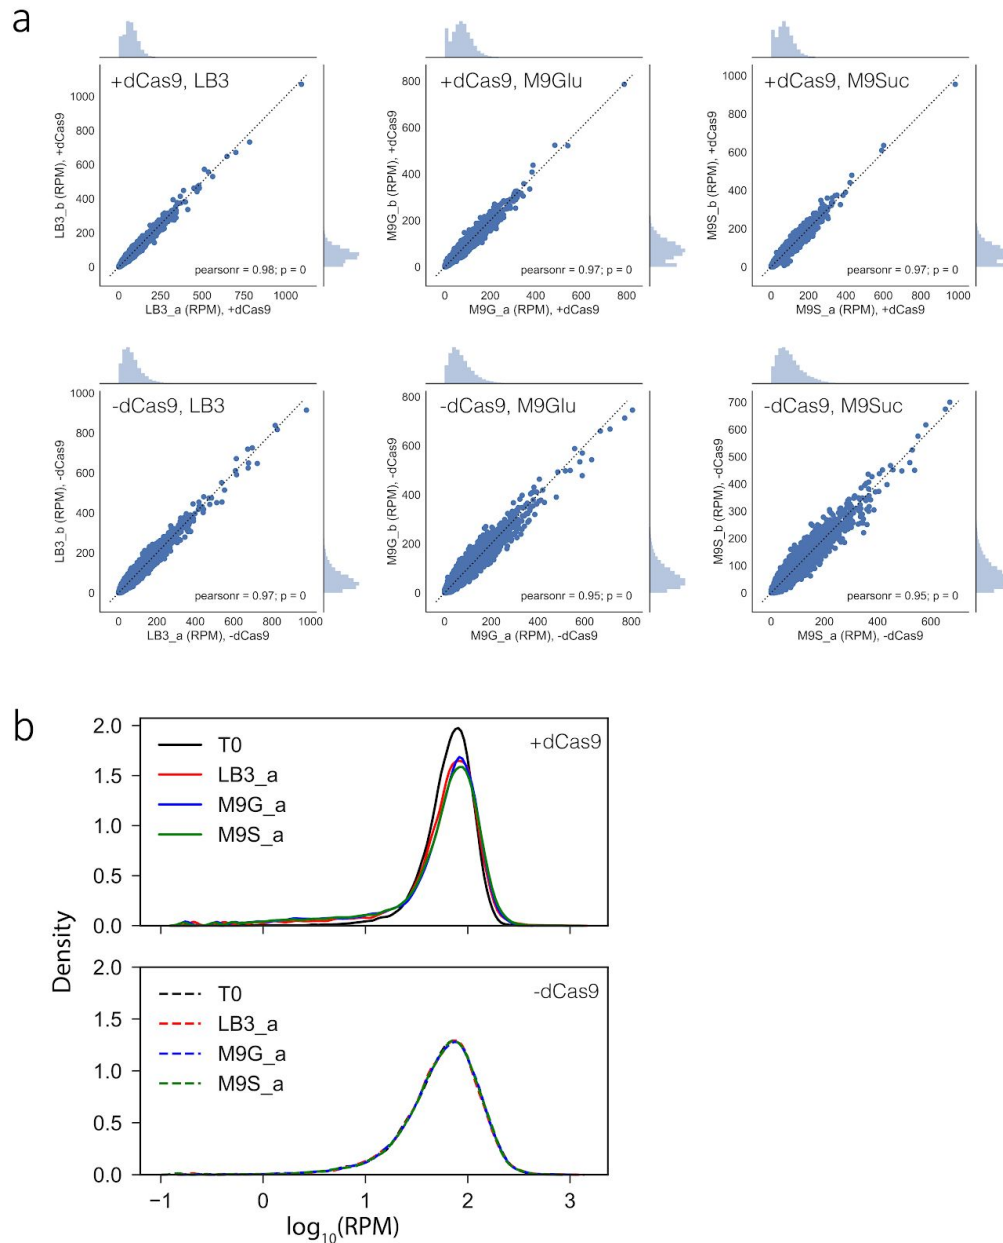 a
+dCas9, LB3
LB3_b (RPM), +dCas9
1000
800
600
400
200
0
pearsonr = 0.98; p = 0
0 250 500 750 1000
LB3_a (RPM), +dCas9
+dCas9, M9Glu
M9G_b (RPM), +dCas9
800
600
400
200
0
pearsonr = 0.97; p = 0
0 200 400 600 800
M9G_a (RPM), +dCas9
+dCas9, M9Suc
M9S_b (RPM), +dCas9
1000
800
600
400
200
0
pearsonr = 0.97; p = 0
0 200 400 600 800 1000
M9S_a (RPM), +dCas9
-dCas9, LB3
LB3_b (RPM), -dCas9
1000
800
600
400
200
0
pearsonr = 0.97; p = 0
0 200 400 600 800 1000
LB3_a (RPM), -dCas9
-dCas9, M9Glu
M9G_b (RPM), -dCas9
800
600
400
200
0
pearsonr = 0.95; p = 0
0 200 400 600 800
M9G_a (RPM), -dCas9
-dCas9, M9Suc
M9S_b (RPM), -dCas9
700
600
500
400
300
200
100
0
pearsonr = 0.95; p = 0
0 200 400 600
M9S_a (RPM), -dCas9
b
Density
2.0
1.5
1.0
0.5
0.0
T0
LB3_a
M9G_a
M9S_a
+dCas9
2.0
1.5
1.0
0.5
0.0
T0
LB3_a
M9G_a
M9S_a
-dCas9
−1 0 1 2 3
log10(RPM)